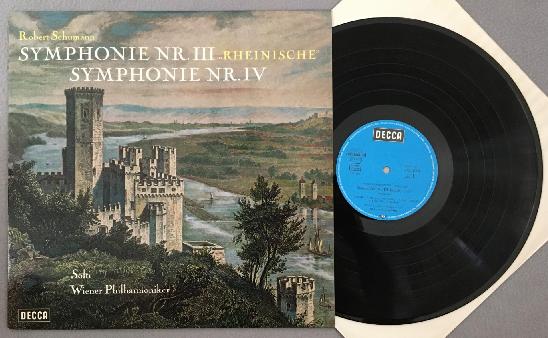 Robert Schumann
SYMPHONIE NR. III „RHEINISCHE“
SYMPHONIE NR. IV
Solti
Wiener Philharmoniker
DECCA
DECCA